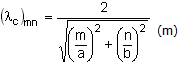 (λc)mn = 2 / √((m/a)² + (n/b)²) (m)